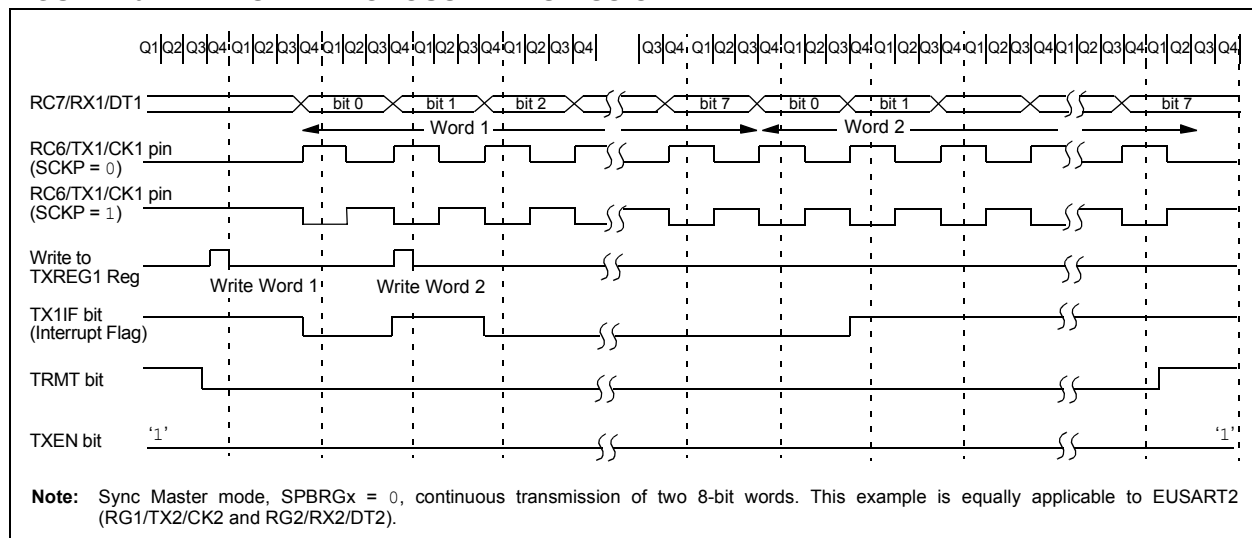 Q1 Q2 Q3 Q4 Q1 Q2 Q3 Q4 Q1 Q2 Q3 Q4 Q1 Q2 Q3 Q4 Q1 Q2 Q3 Q4 Q3 Q4 Q1 Q2 Q3 Q4 Q1 Q2 Q3 Q4 Q1 Q2 Q3 Q4 Q1 Q2 Q3 Q4 Q1 Q2 Q3 Q4 Q1 Q2 Q3 Q4
RC7/RX1/DT1
bit 0 bit 1 bit 2 bit 7 bit 0 bit 1 bit 7
Word 1 Word 2
RC6/TX1/CK1 pin
(SCKP = 0)
RC6/TX1/CK1 pin
(SCKP = 1)
Write to
TXREG1 Reg
Write Word 1 Write Word 2
TX1IF bit
(Interrupt Flag)
TRMT bit
TXEN bit
‘1’ ‘1’
Note: Sync Master mode, SPBRGx = 0, continuous transmission of two 8-bit words. This example is equally applicable to EUSART2
(RG1/TX2/CK2 and RG2/RX2/DT2).